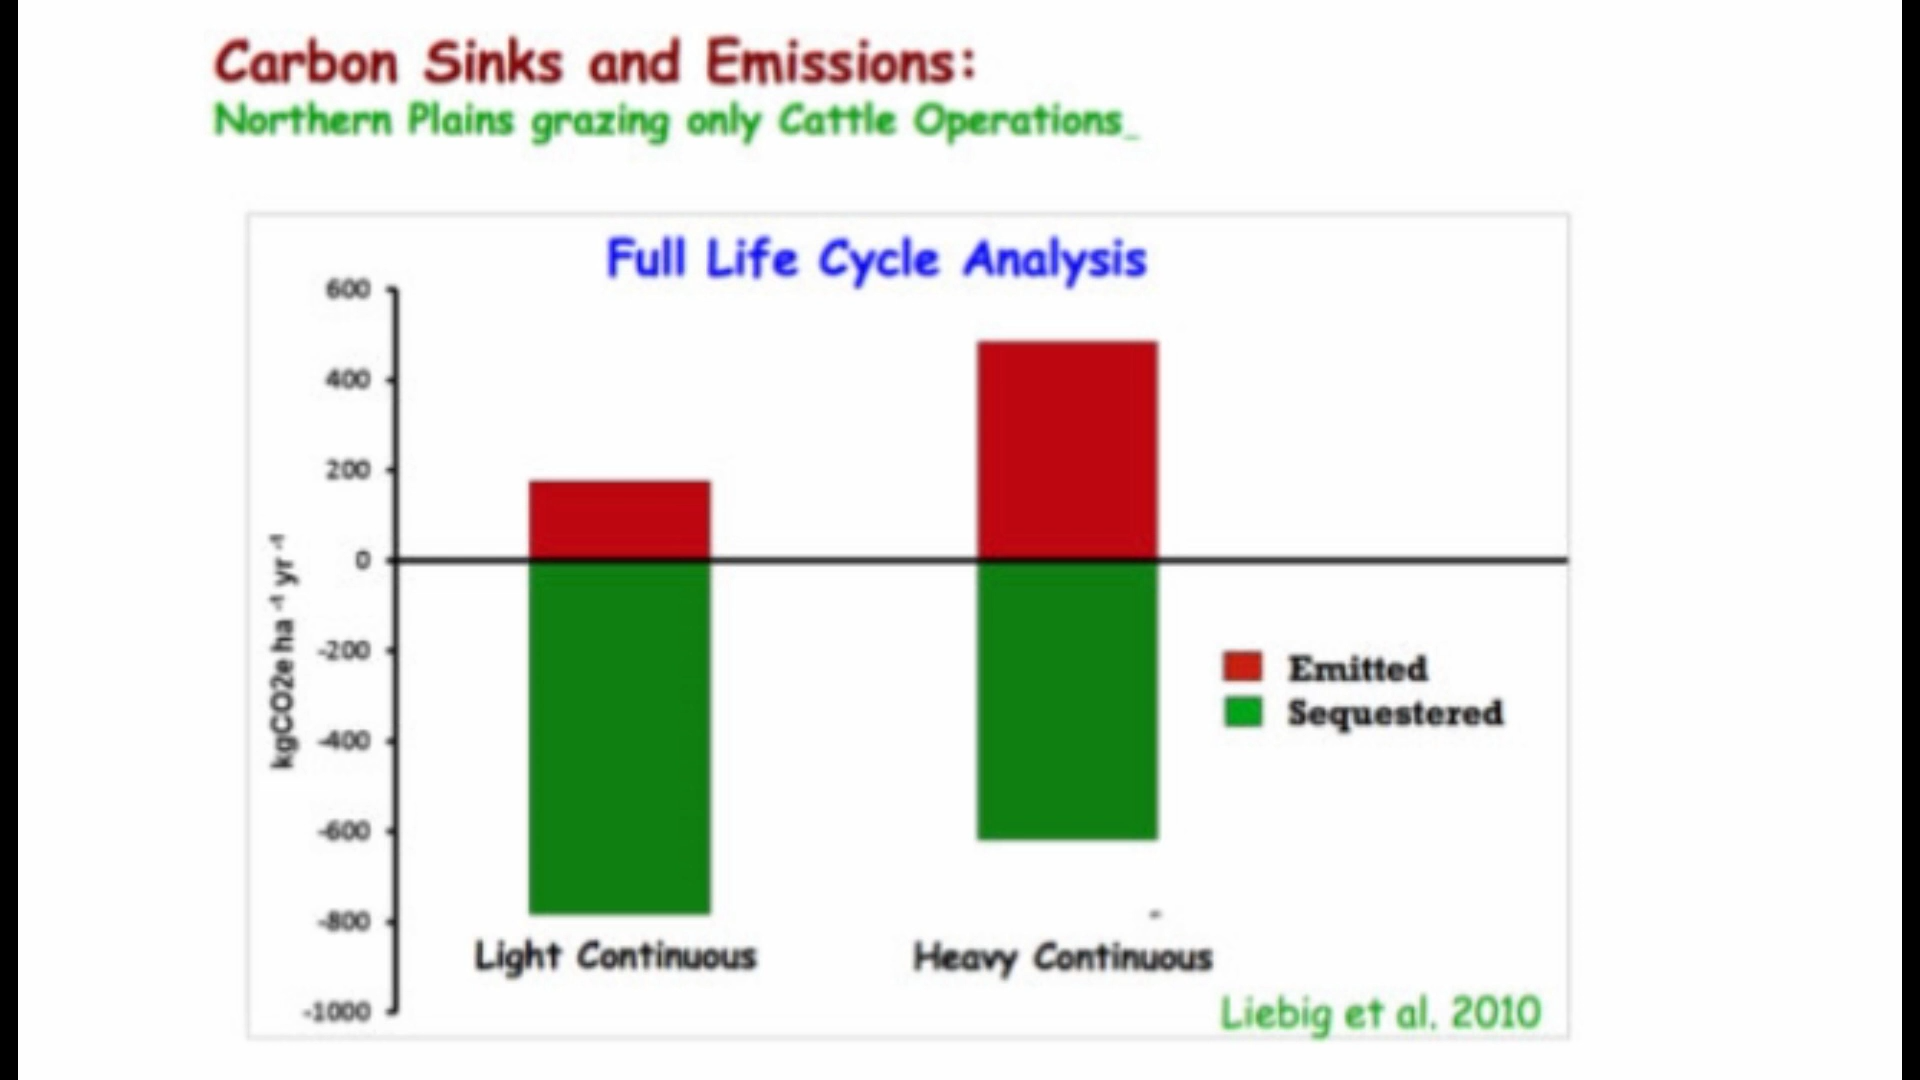 Carbon Sinks and Emissions:
Northern Plains grazing only Cattle Operations_
Full Life Cycle Analysis
600
400
200
0
-200
-400
-600
-800
-1000
kgCO2e ha -1 yr -1
Emitted
Sequestered
Light Continuous
Heavy Continuous
Liebig et al. 2010